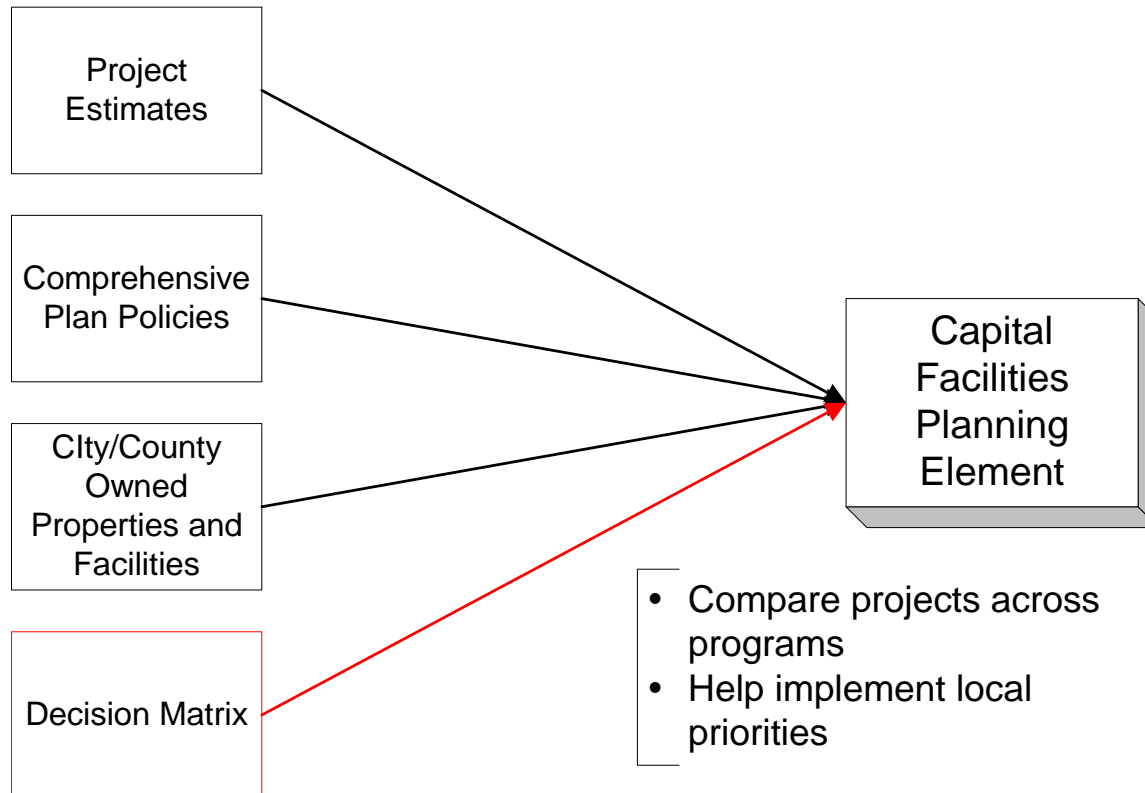 Project
Estimates
Comprehensive
Plan Policies
CIty/County
Owned
Properties and
Facilities
Decision Matrix
Capital
Facilities
Planning
Element
• Compare projects across
programs
• Help implement local
priorities